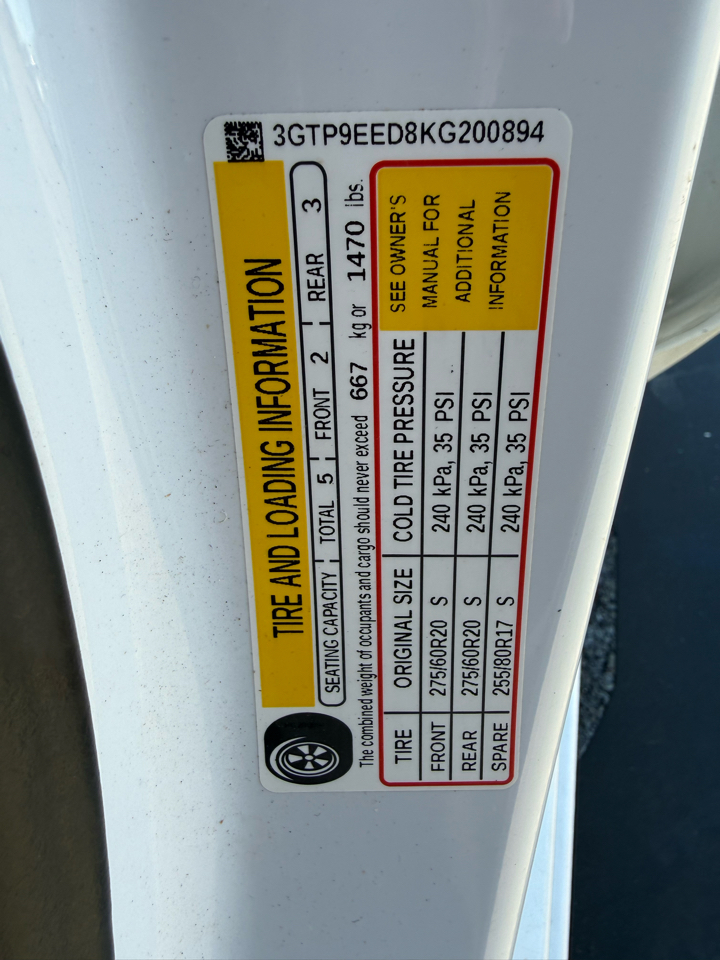 3GTP9EED8KG200894
TIRE AND LOADING INFORMATION
SEATING CAPACITY TOTAL 5 FRONT 2 REAR 3
The combined weight of occupants and cargo should never exceed 667 kg or 1470 lbs.
TIRE ORIGINAL SIZE COLD TIRE PRESSURE SEE OWNER'S
FRONT 275/60R20 S 240 kPa, 35 PSI MANUAL FOR
REAR 275/60R20 S 240 kPa, 35 PSI ADDITIONAL
SPARE 255/80R17 S 240 kPa, 35 PSI INFORMATION